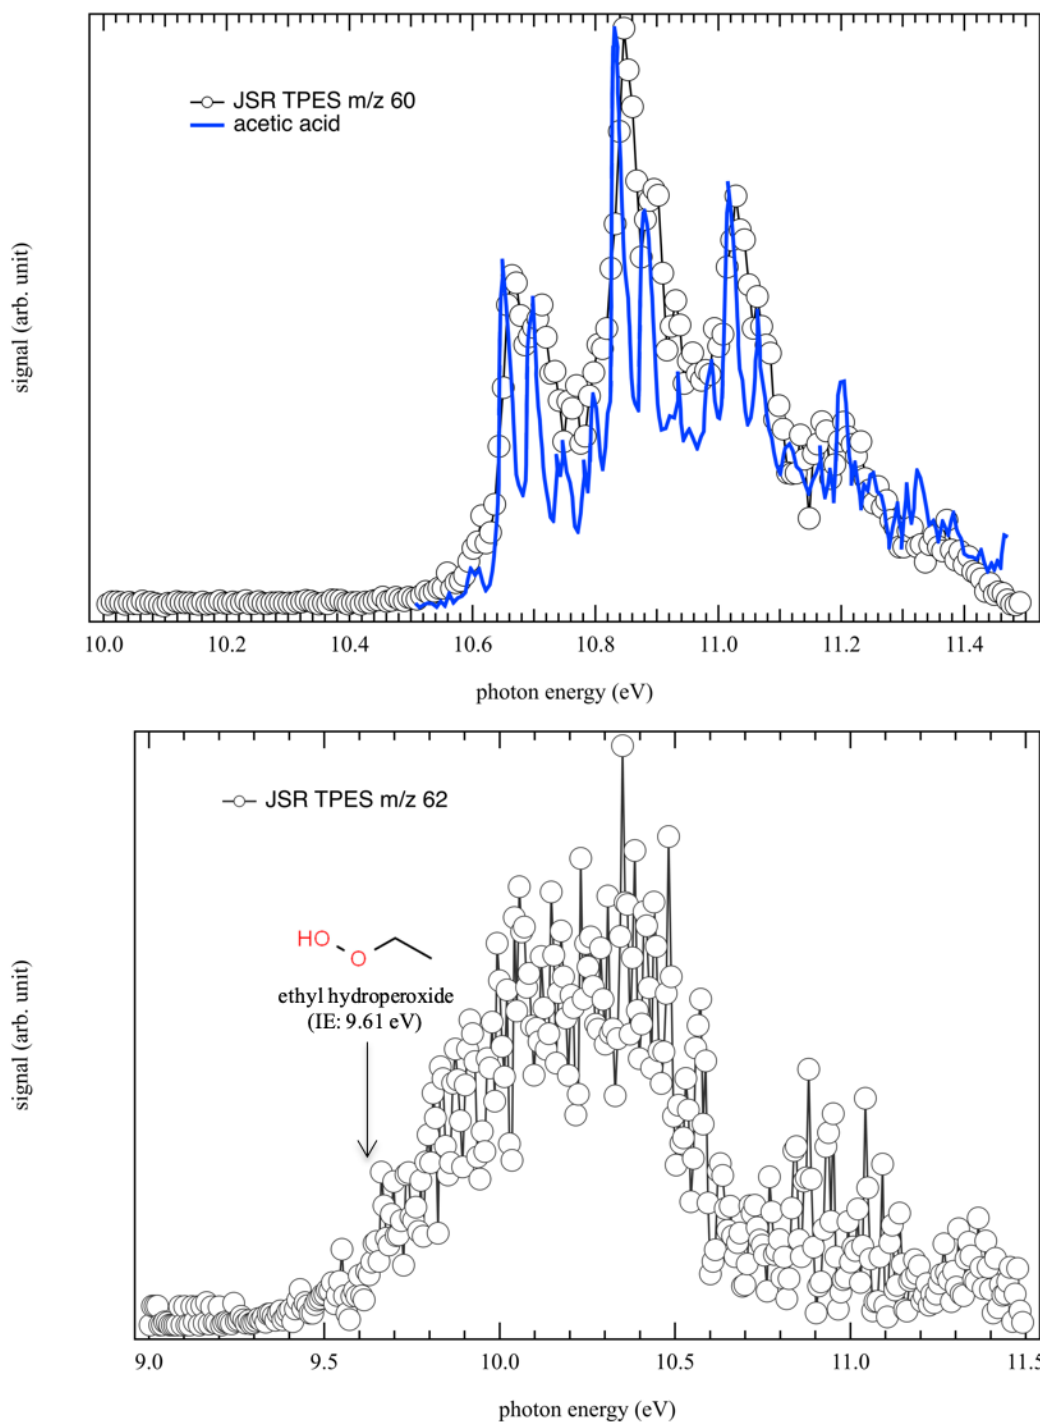 JSR TPES m/z 60
acetic acid
signal (arb. unit)
10.0 10.2 10.4 10.6 10.8 11.0 11.2 11.4
photon energy (eV)
JSR TPES m/z 62
HO
O
ethyl hydroperoxide
(IE: 9.61 eV)
signal (arb. unit)
9.0 9.5 10.0 10.5 11.0 11.5
photon energy (eV)